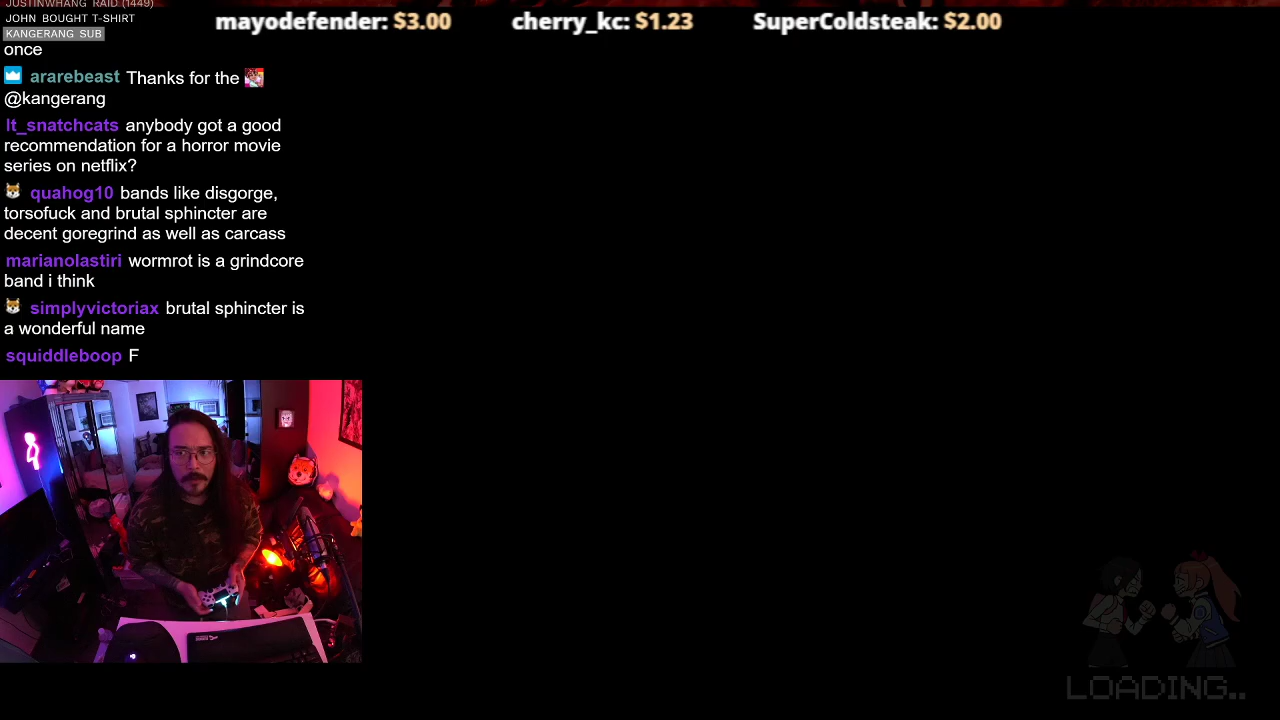 JUSTINWHANG RAID (1449)
JOHN BOUGHT T-SHIRT
KANGERANG SUB
mayodefender: $3.00 cherry_kc: $1.23 SuperColdsteak: $2.00
once
ararebeast Thanks for the
@kangerang
lt_snatchcats anybody got a good
recommendation for a horror movie
series on netflix?
quahog10 bands like disgorge,
torsofuck and brutal sphincter are
decent goregrind as well as carcass
marianolastiri wormrot is a grindcore
band i think
simplyvictoriax brutal sphincter is
a wonderful name
squiddleboop F
LOADING..